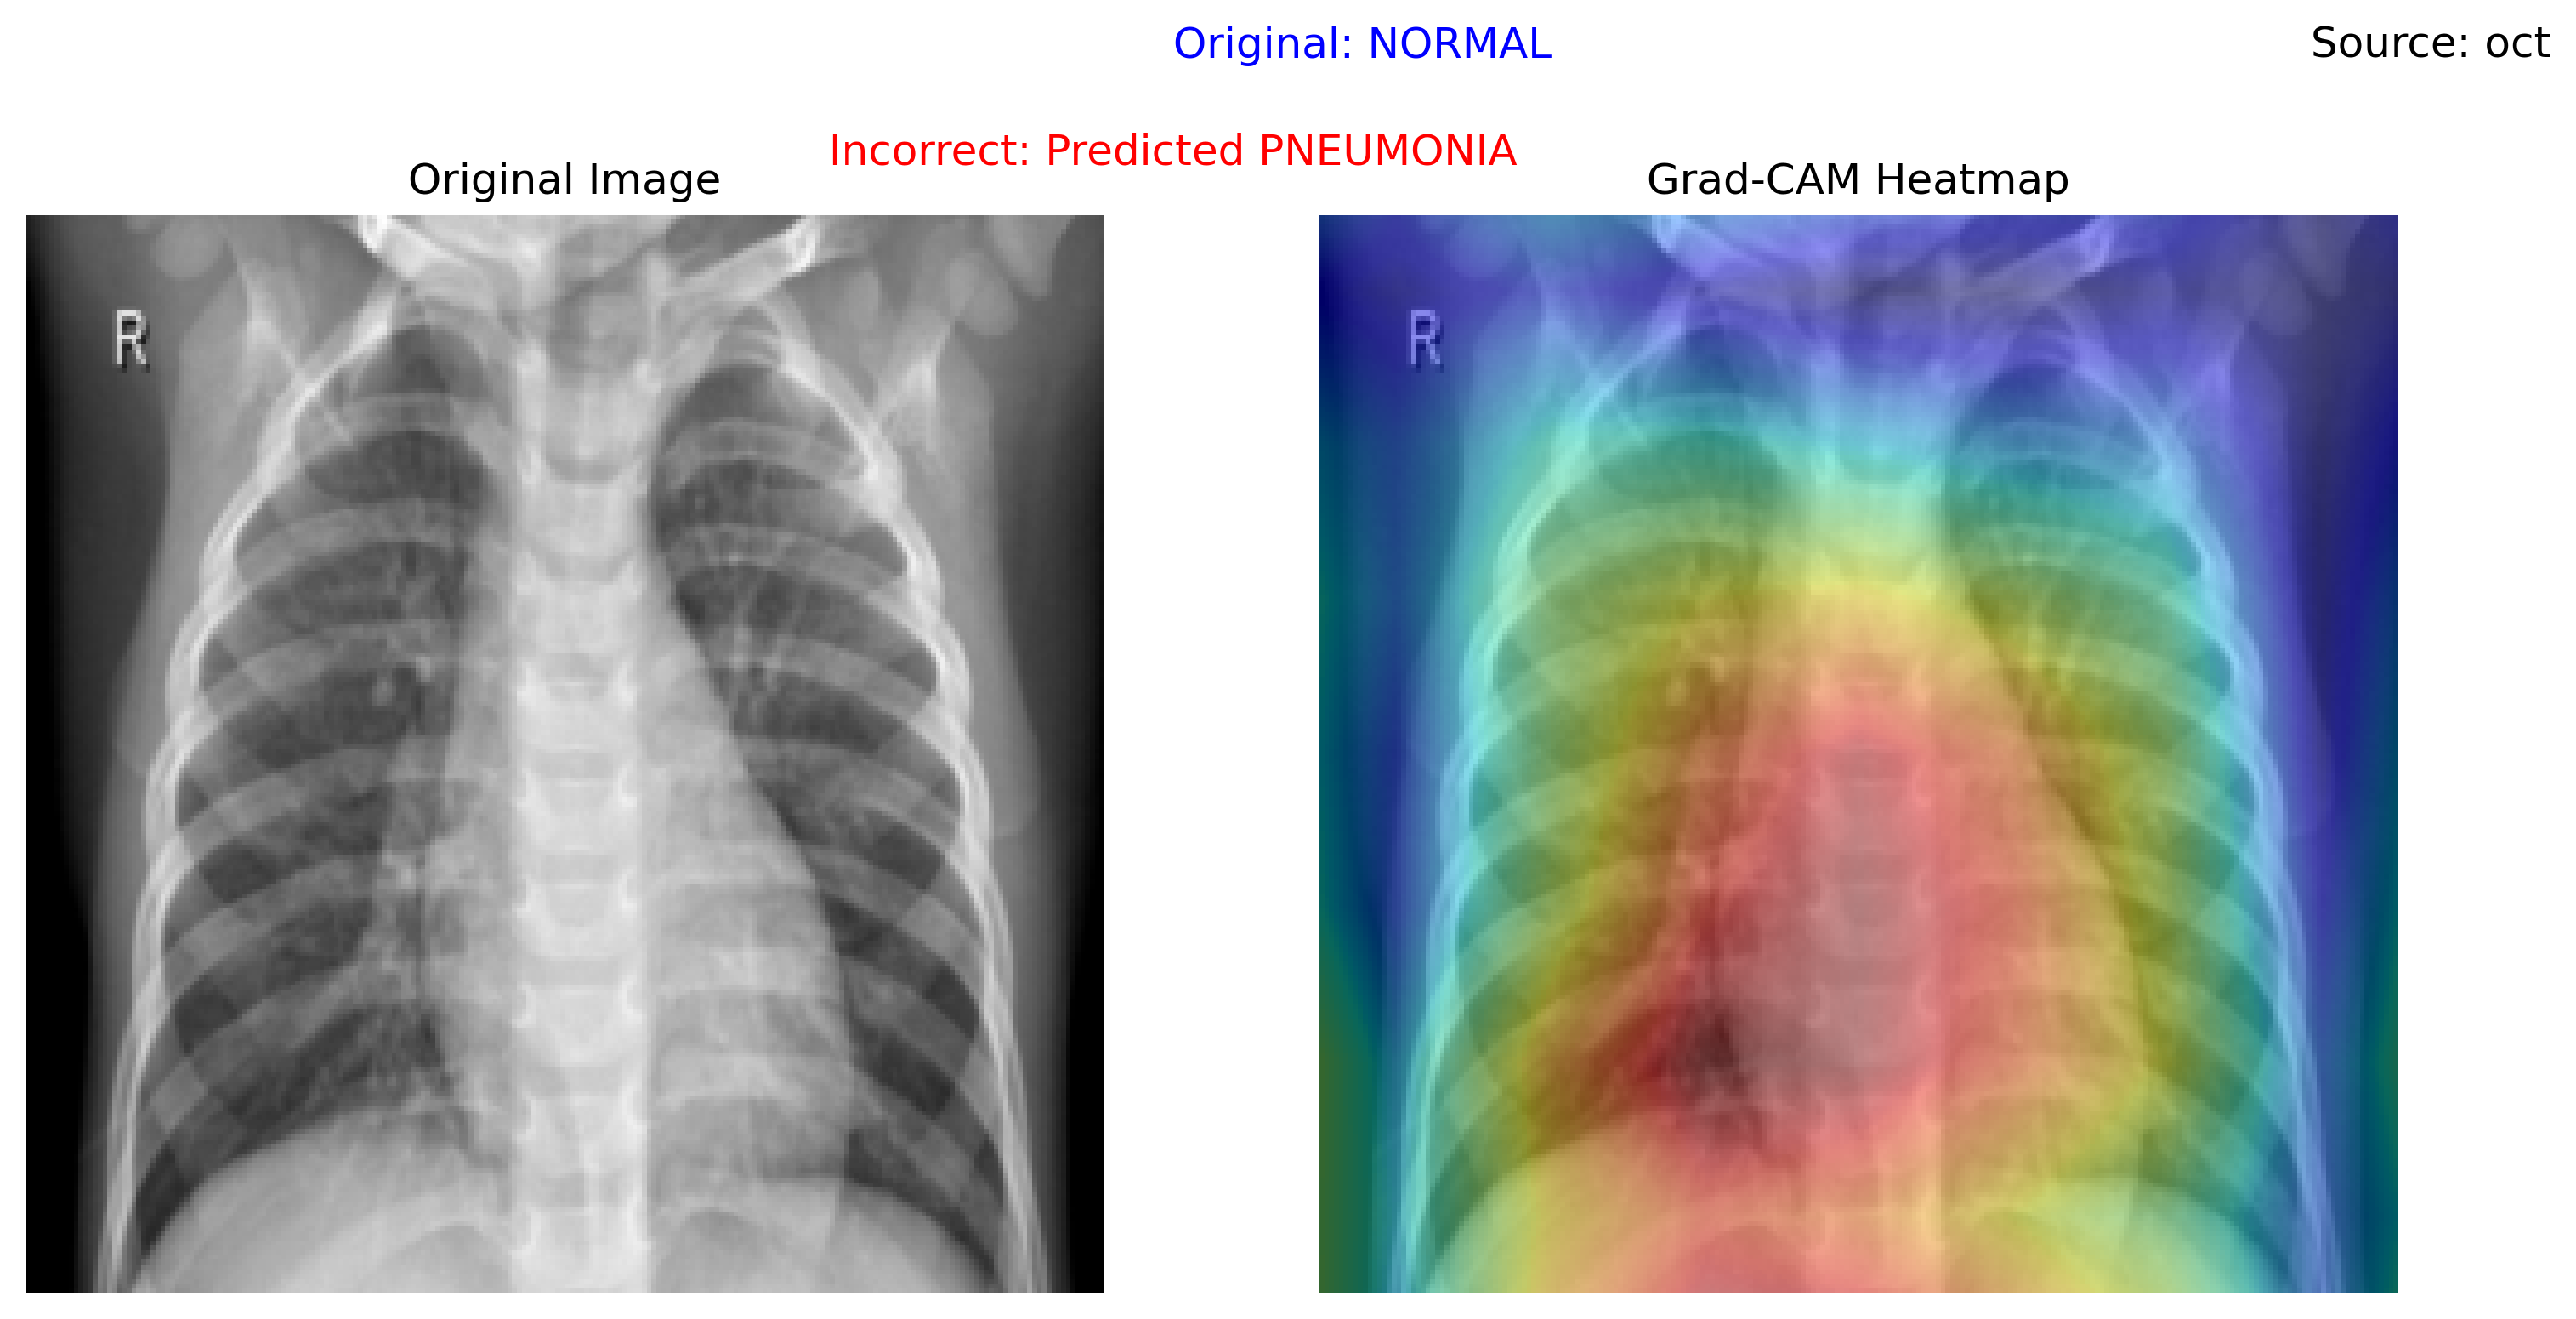 Original: NORMAL
Source: oct
Incorrect: Predicted PNEUMONIA
Original Image
Grad-CAM Heatmap
R
R